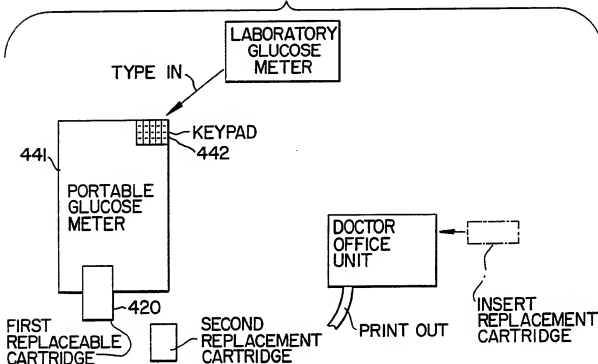 LABORATORY
GLUCOSE
METER
TYPE IN
KEYPAD
442
441
PORTABLE
GLUCOSE
METER
420
FIRST
REPLACEABLE
CARTRIDGE
SECOND
REPLACEMENT
CARTRIDGE
DOCTOR
OFFICE
UNIT
PRINT OUT
INSERT
REPLACEMENT
CARTRIDGE